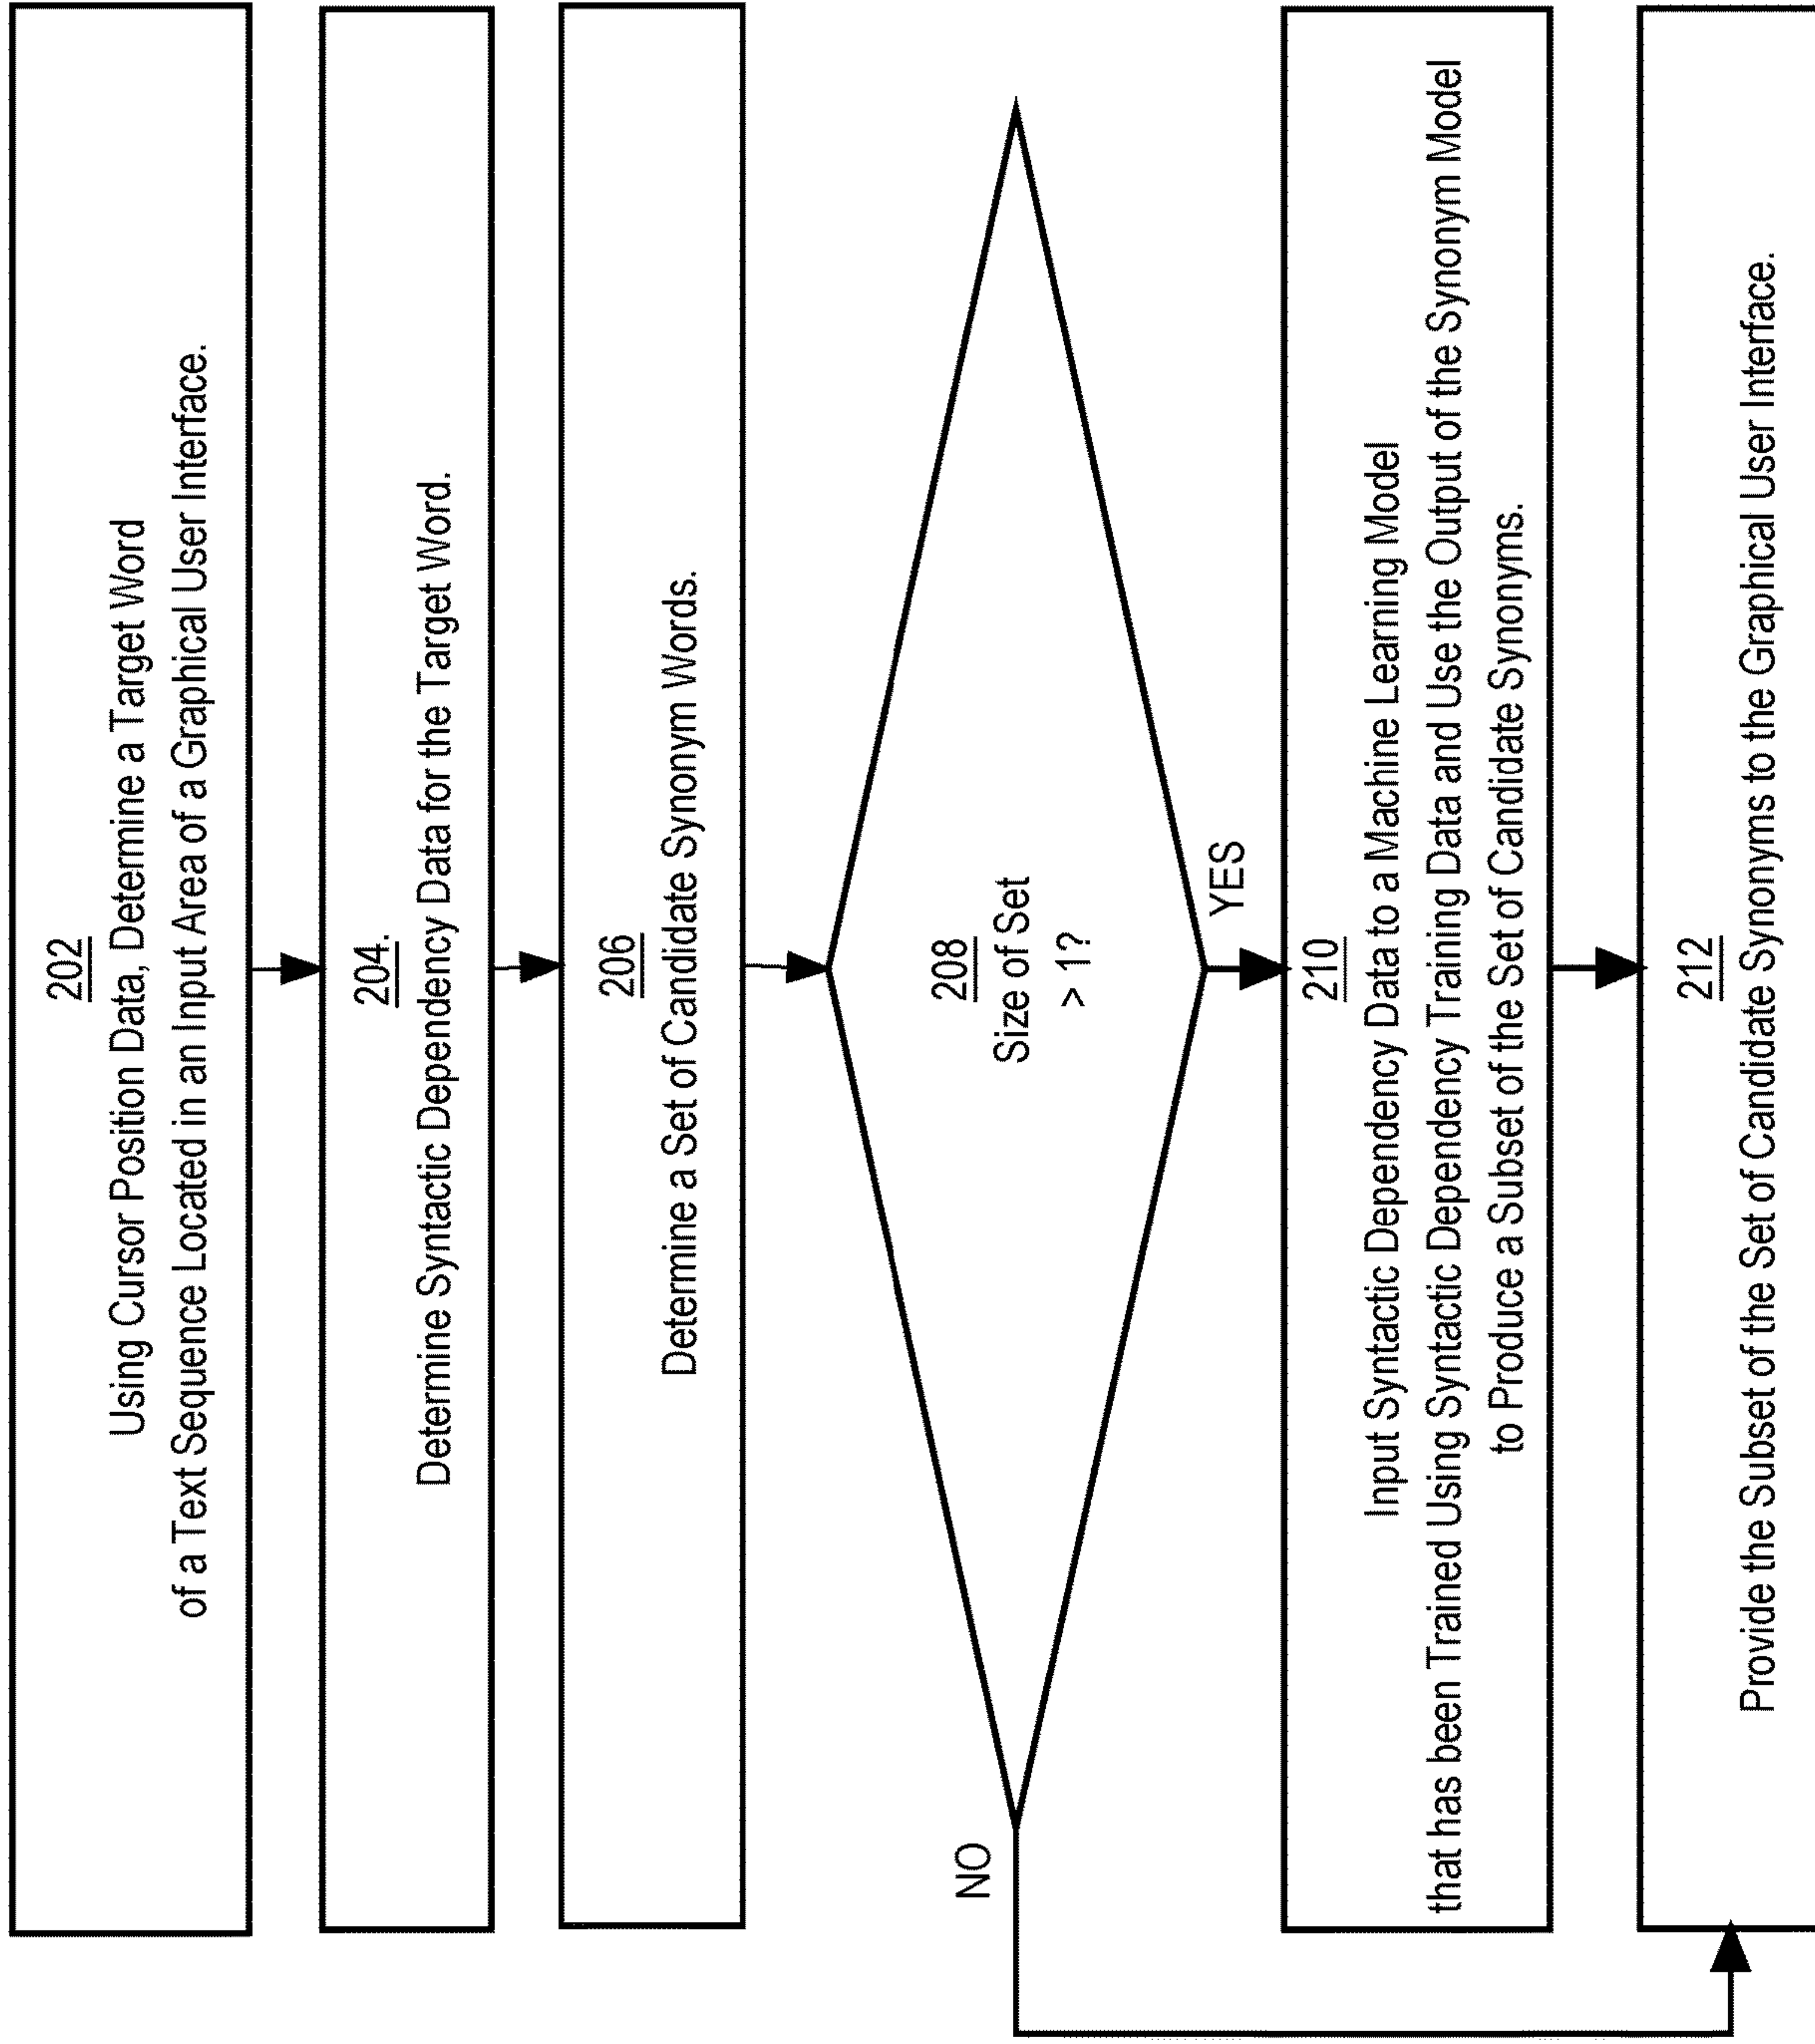 202
Using Cursor Position Data, Determine a Target Word
of a Text Sequence Located in an Input Area of a Graphical User Interface.
204.
Determine Syntactic Dependency Data for the Target Word.
206
Determine a Set of Candidate Synonym Words.
208
Size of Set
> 1?
NO
YES
210
Input Syntactic Dependency Data to a Machine Learning Model
that has been Trained Using Syntactic Dependency Training Data and Use the Output of the Synonym Model
to Produce a Subset of the Set of Candidate Synonyms.
212
Provide the Subset of the Set of Candidate Synonyms to the Graphical User Interface.